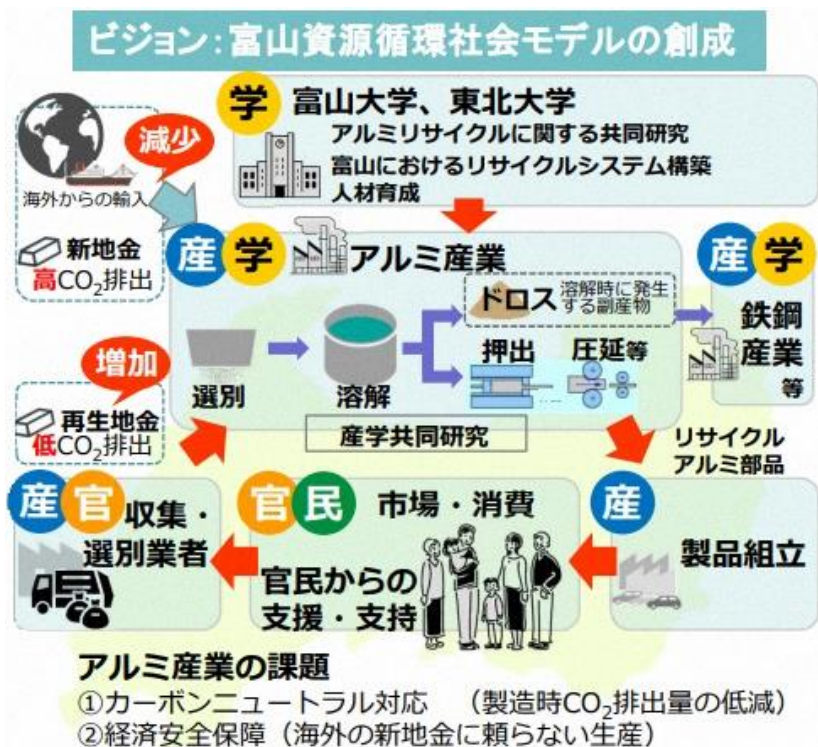 ビジョン：富山資源循環社会モデルの創成
学
富山大学、東北大学
アルミリサイクルに関する共同研究
富山におけるリサイクルシステム構築
人材育成
減少
海外からの輸入
新地金
高CO₂排出
増加
再生地金
低CO₂排出
産学
アルミ産業
選別
溶解
ドロス
溶解時に発生
する副産物
押出
圧延等
……
産学共同研究
産学
鉄鋼
産業
等
リサイクル
アルミ部品
産
製品組立
官民
市場・消費
官民からの
支援・支持
産官
収集・
選別業者
アルミ産業の課題
①カーボンニュートラル対応　（製造時CO₂排出量の低減）
②経済安全保障（海外の新地金に頼らない生産）